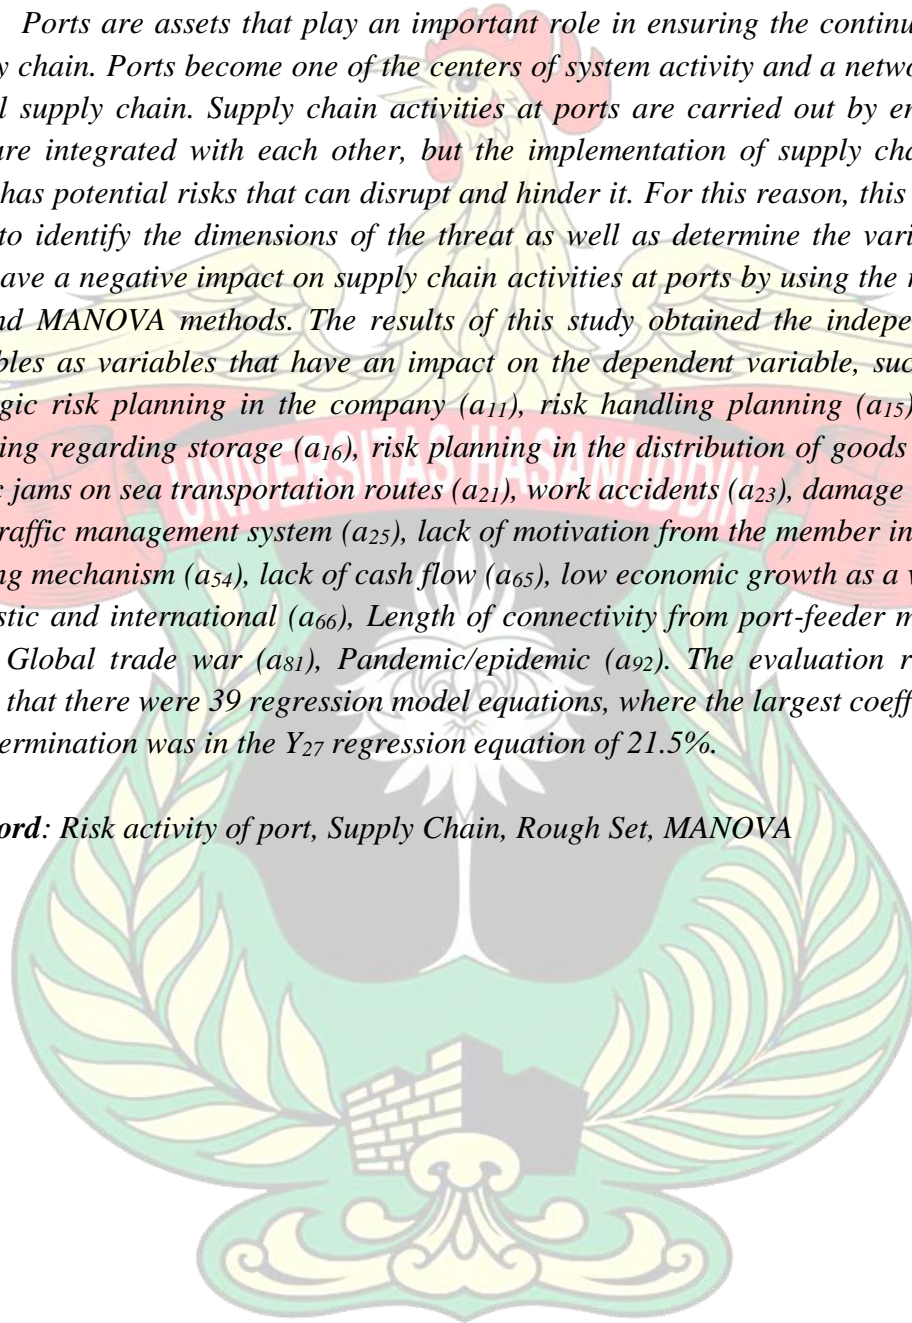 Ports are assets that play an important role in ensuring the continu
y chain. Ports become one of the centers of system activity and a networ
l supply chain. Supply chain activities at ports are carried out by en
ure integrated with each other, but the implementation of supply cha
has potential risks that can disrupt and hinder it. For this reason, this
to identify the dimensions of the threat as well as determine the vari
ave a negative impact on supply chain activities at ports by using the r
nd MANOVA methods. The results of this study obtained the indepe
bles as variables that have an impact on the dependent variable, suc
gic risk planning in the company (a11), risk handling planning (a15)
ing regarding storage (a16), risk planning in the distribution of goods
c jams on sea transportation routes (a21), work accidents (a23), damage
raffic management system (a25), lack of motivation from the member in
ng mechanism (a54), lack of cash flow (a65), low economic growth as a w
stic and international (a66), Length of connectivity from port-feeder m
Global trade war (a81), Pandemic/epidemic (a92). The evaluation r
that there were 39 regression model equations, where the largest coeff
ermination was in the Y27 regression equation of 21.5%.
ord: Risk activity of port, Supply Chain, Rough Set, MANOVA
UNIVERSITAS HASANUDDIN